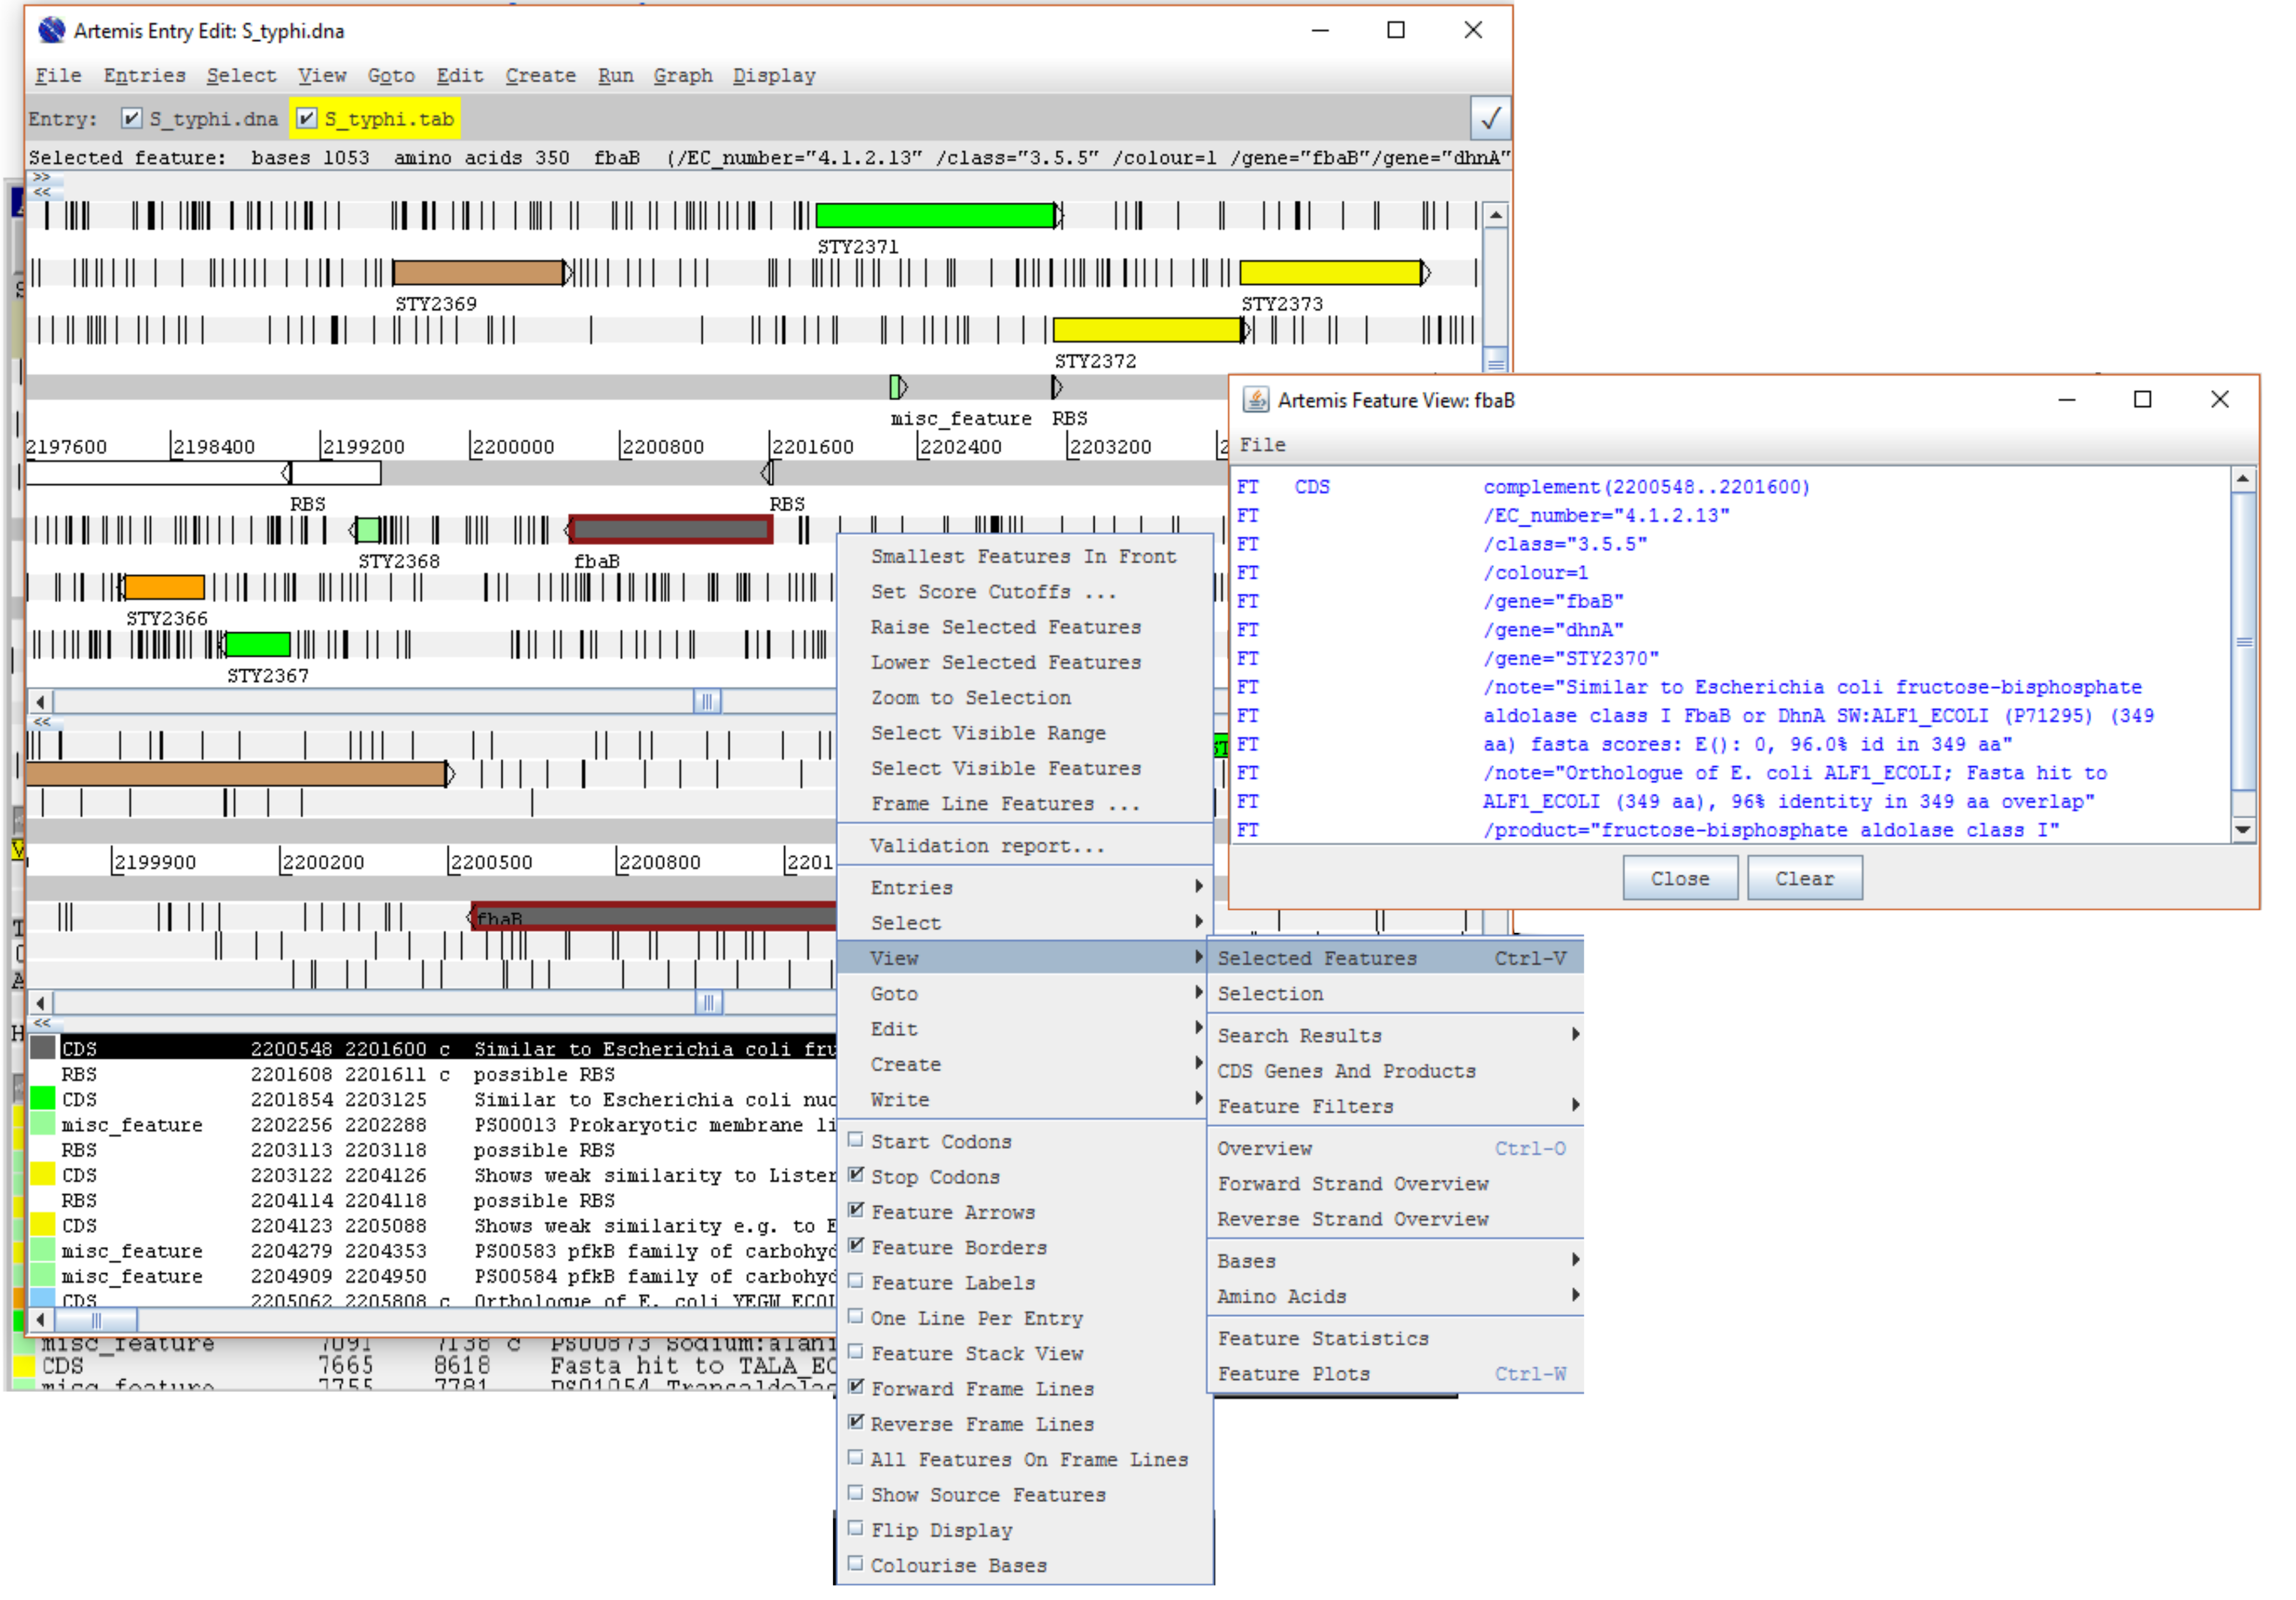 Artemis Entry Edit: S_typhi.dna
File Entries Select View Goto Edit Create Run Graph Display
Entry: S_typhi.dna S_typhi.tab
Selected feature: bases 1053 amino acids 350 fbaB (/EC_number="4.1.2.13" /class="3.5.5" /colour=1 /gene="fbaB"/gene="dhnA"
>>
<<
STY2371
STY2369 STY2373
STY2372
misc_feature RBS
2197600 2198400 2199200 2200000 2200800 2201600 2202400 2203200
RBS RBS
STY2368 fbaB
STY2366
STY2367
<<
2199900 2200200 2200500 2200800 2201
fbaB
<<
CDS 2200548 2201600 c Similar to Escherichia coli fru
RBS 2201608 2201611 c possible RBS
CDS 2201854 2203125 Similar to Escherichia coli nuc
misc_feature 2202256 2202288 PS00013 Prokaryotic membrane li
RBS 2203113 2203118 possible RBS
CDS 2203122 2204126 Shows weak similarity to Lister
RBS 2204114 2204118 possible RBS
CDS 2204123 2205088 Shows weak similarity e.g. to E
misc_feature 2204279 2204353 PS00583 pfkB family of carbohyd
misc_feature 2204909 2204950 PS00584 pfkB family of carbohyd
CDS 2205062 2205808 c Orthologue of E. coli YEGW_ECOL
misc_feature 7091 7138 c PS00873 Sodium:alani
CDS 7665 8618 Fasta hit to TALA_EC
misc_feature 7755 7781 PS01054 Transaldolas
Smallest Features In Front
Set Score Cutoffs ...
Raise Selected Features
Lower Selected Features
Zoom to Selection
Select Visible Range
Select Visible Features
Frame Line Features ...
Validation report...
Entries
Select
View
Goto
Edit
Create
Write
Start Codons
Stop Codons
Feature Arrows
Feature Borders
Feature Labels
One Line Per Entry
Feature Stack View
Forward Frame Lines
Reverse Frame Lines
All Features On Frame Lines
Show Source Features
Flip Display
Colourise Bases
Selected Features Ctrl-V
Selection
Search Results
CDS Genes And Products
Feature Filters
Overview Ctrl-O
Forward Strand Overview
Reverse Strand Overview
Bases
Amino Acids
Feature Statistics
Feature Plots Ctrl-W
Artemis Feature View: fbaB
File
FT CDS complement(2200548..2201600)
FT /EC_number="4.1.2.13"
FT /class="3.5.5"
FT /colour=1
FT /gene="fbaB"
FT /gene="dhnA"
FT /gene="STY2370"
FT /note="Similar to Escherichia coli fructose-bisphosphate
FT aldolase class I FbaB or DhnA SW:ALF1_ECOLI (P71295) (349
FT aa) fasta scores: E(): 0, 96.0% id in 349 aa"
FT /note="Orthologue of E. coli ALF1_ECOLI; Fasta hit to
FT ALF1_ECOLI (349 aa), 96% identity in 349 aa overlap"
FT /product="fructose-bisphosphate aldolase class I"
Close Clear